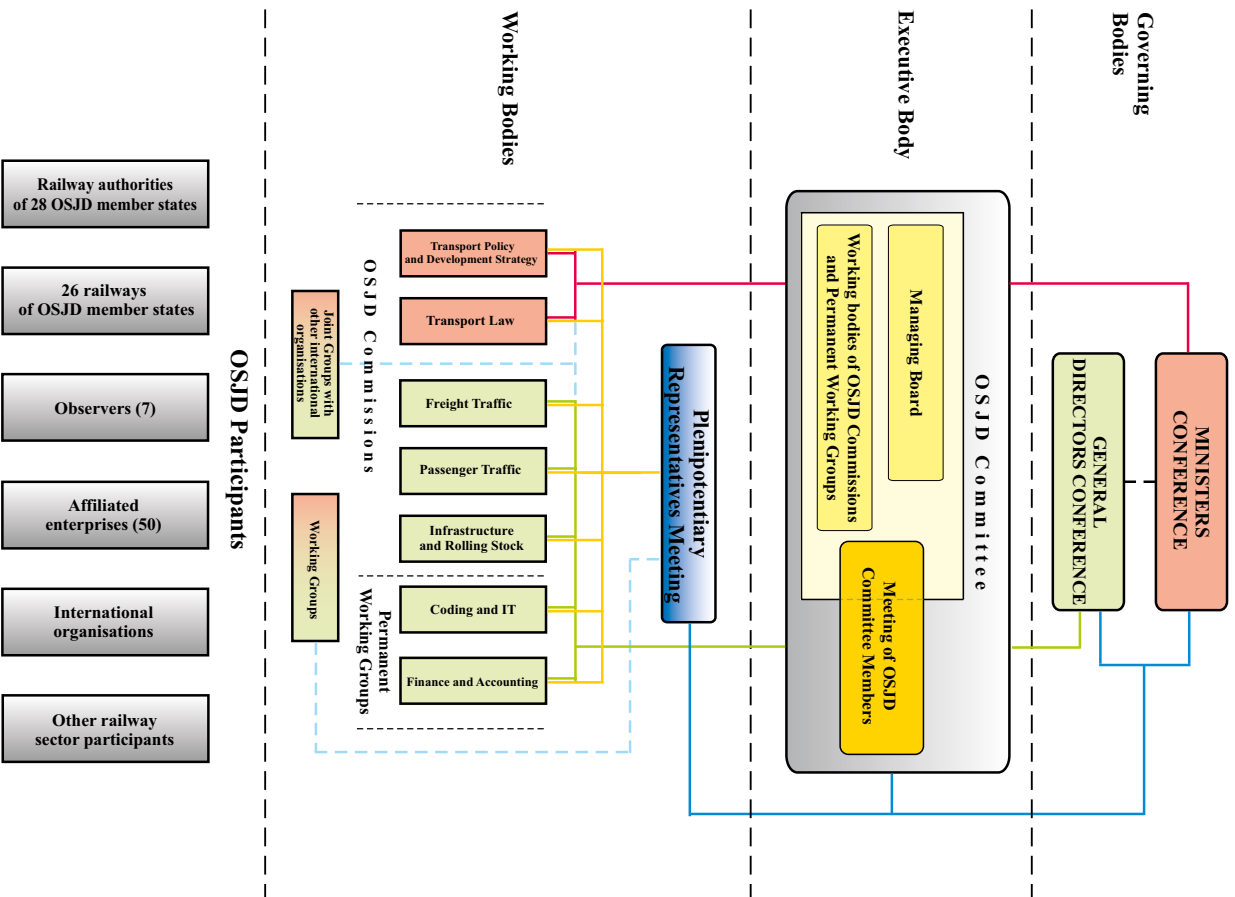 Governing
Bodies
MINISTERS
CONFERENCE
GENERAL
DIRECTORS CONFERENCE
Executive Body
OSJD Committee
Managing Board
Working bodies of OSJD Commissions
and Permanent Working Groups
Meeting of OSJD
Committee Members
Working Bodies
Plenipotentiary
Representatives Meeting
Transport Policy
and Development Strategy
Transport Law
Freight Traffic
Passenger Traffic
Infrastructure
and Rolling Stock
Coding and IT
Finance and Accounting
OSJD Commissions
Permanent
Working Groups
Joint Groups with
other international
organisations
Working Groups
OSJD Participants
Railway authorities
of 28 OSJD member states
26 railways
of OSJD member states
Observers (7)
Affiliated
enterprises (50)
International
organisations
Other railway
sector participants